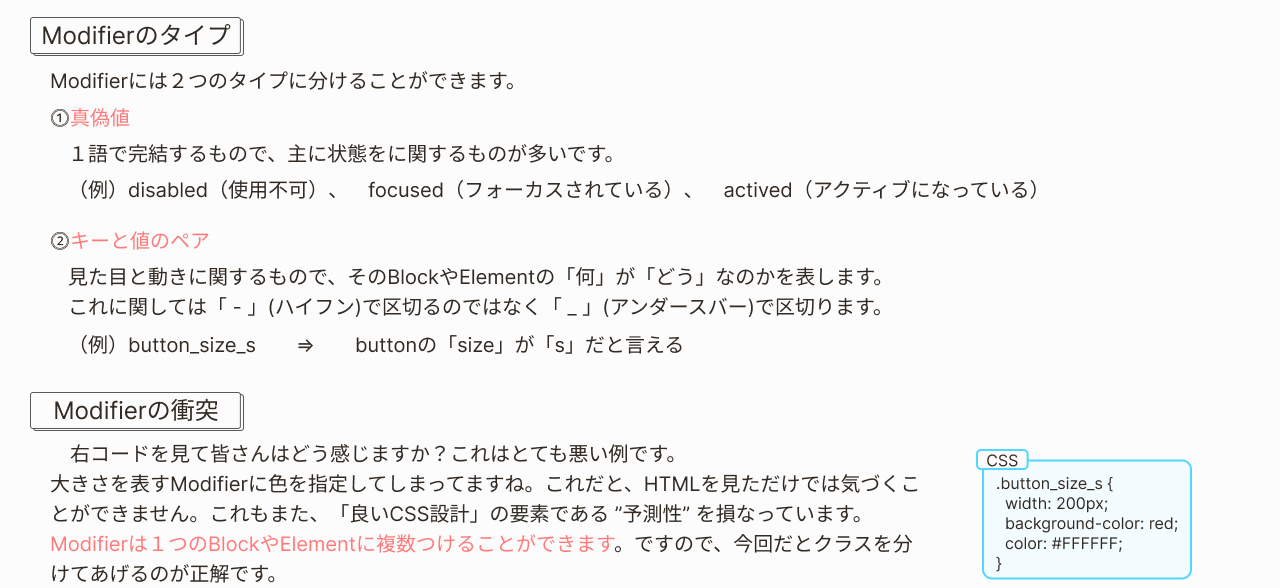 Modifierのタイプ
Modifierには２つのタイプに分けることができます。
①真偽値
１語で完結するもので、主に状態をに関するものが多いです。
（例）disabled（使用不可）、　focused（フォーカスされている）、　actived（アクティブになっている）
②キーと値のペア
見た目と動きに関するもので、そのBlockやElementの「何」が「どう」なのかを表します。
これに関しては「 - 」(ハイフン)で区切るのではなく「 _ 」(アンダースバー)で区切ります。
（例）button_size_s　　⇒　　buttonの「size」が「s」だと言える
Modifierの衝突
右コードを見て皆さんはどう感じますか？これはとても悪い例です。
大きさを表すModifierに色を指定してしまってますね。これだと、HTMLを見ただけでは気づくこ
とができません。これもまた、「良いCSS設計」の要素である ”予測性” を損なっています。
Modifierは１つのBlockやElementに複数つけることができます。ですので、今回だとクラスを分
けてあげるのが正解です。
CSS
.button_size_s {
width: 200px;
background-color: red;
color: #FFFFFF;
}